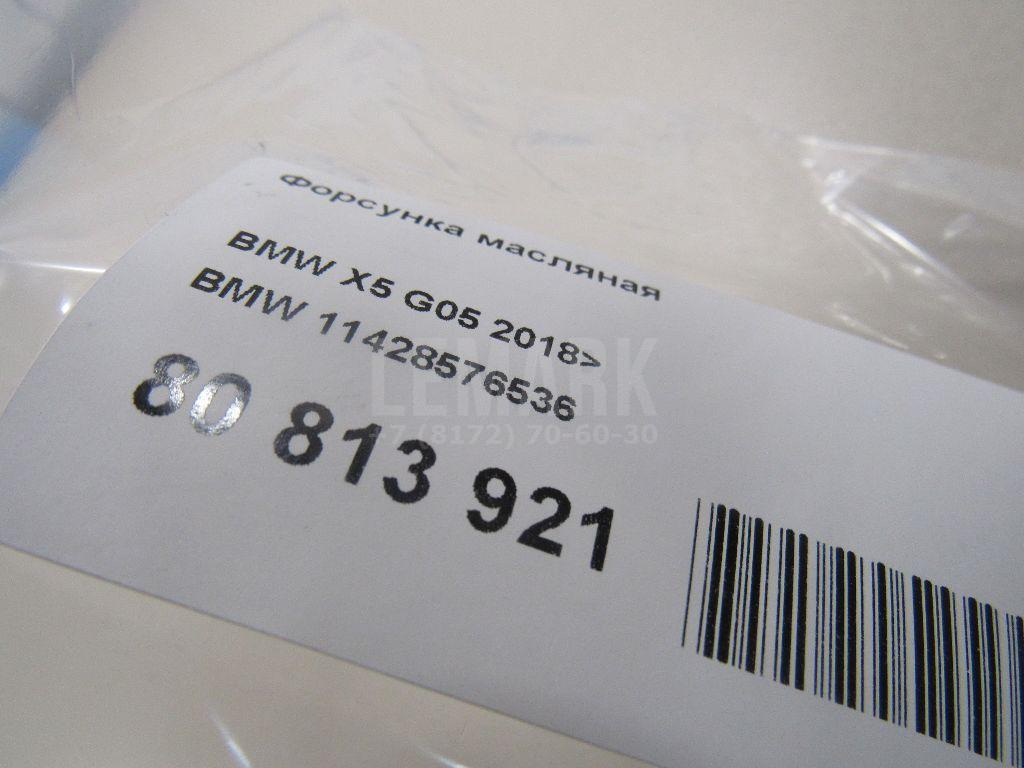 Форсунка масляная
BMW X5 G05 2018>
BMW 11428576536
80 813 921
LEMARK
+7 (8172) 70-60-30